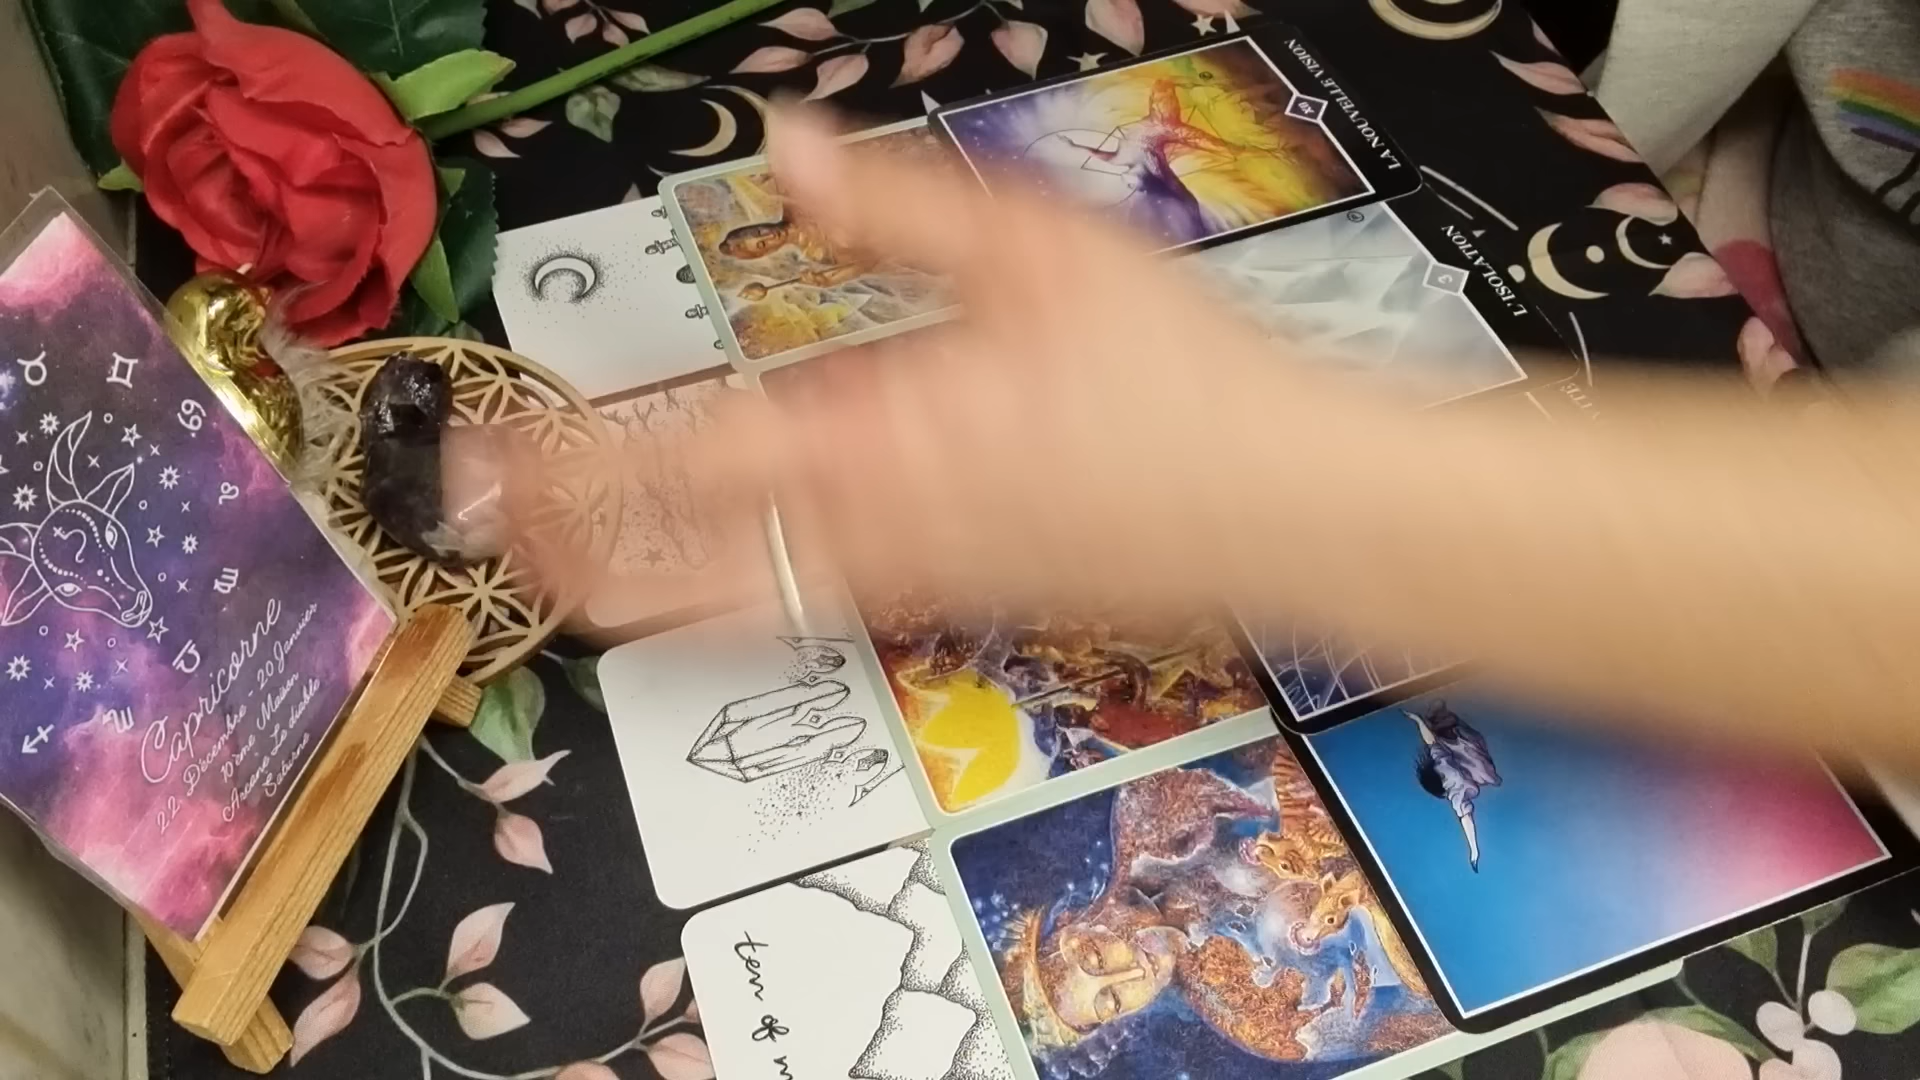 Capricorne
22 Décembre - 20 Janvier
10ème Maison
Arcane "Le diable"
Saturne
LA NOUVELLE VISION
L'ISOLATION
ten of